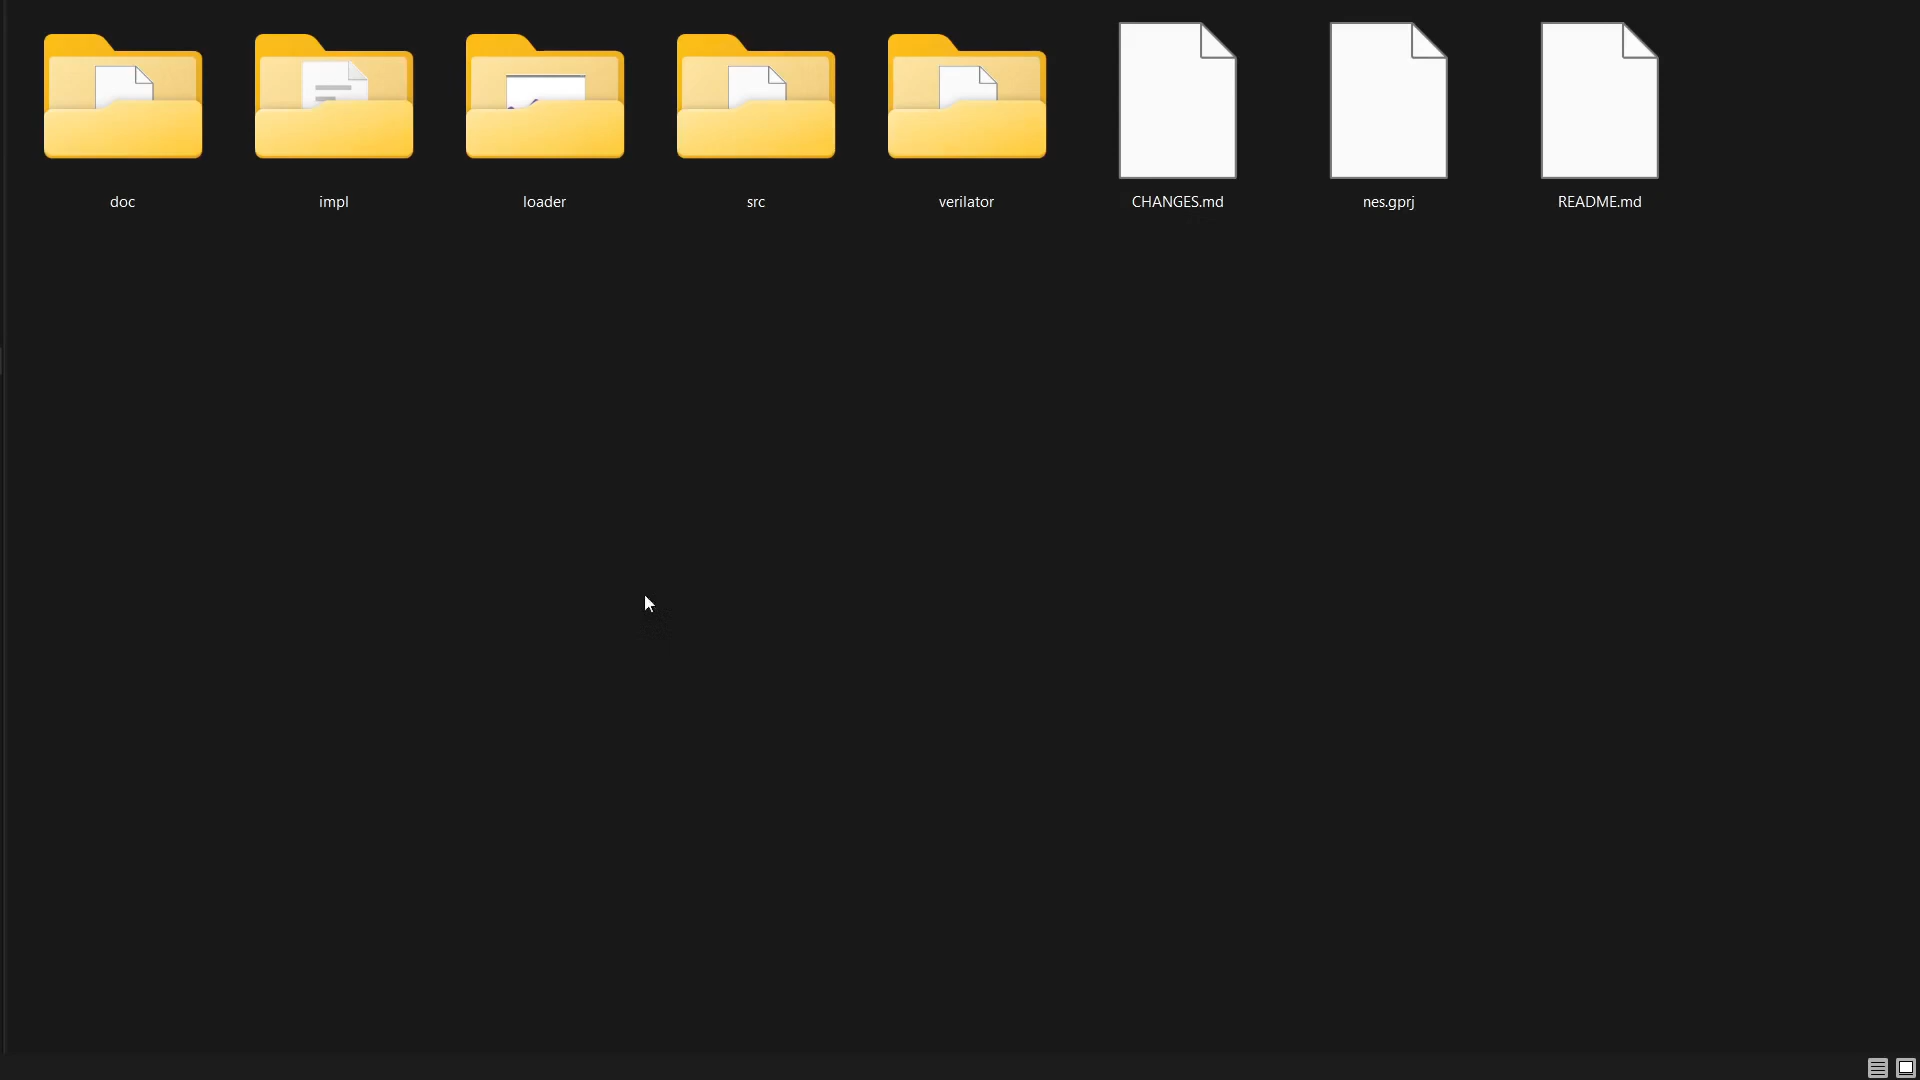 doc
impl
loader
src
verilator
CHANGES.md
nes.gprj
README.md